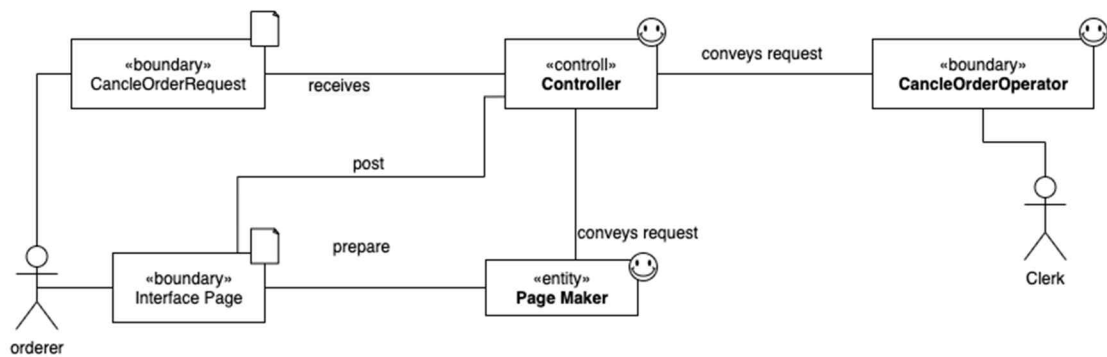 «boundary»
CancleOrderRequest
receives
«controll»
Controller
conveys request
«boundary»
CancleOrderOperator
post
prepare
conveys request
«boundary»
Interface Page
«entity»
Page Maker
Clerk
orderer